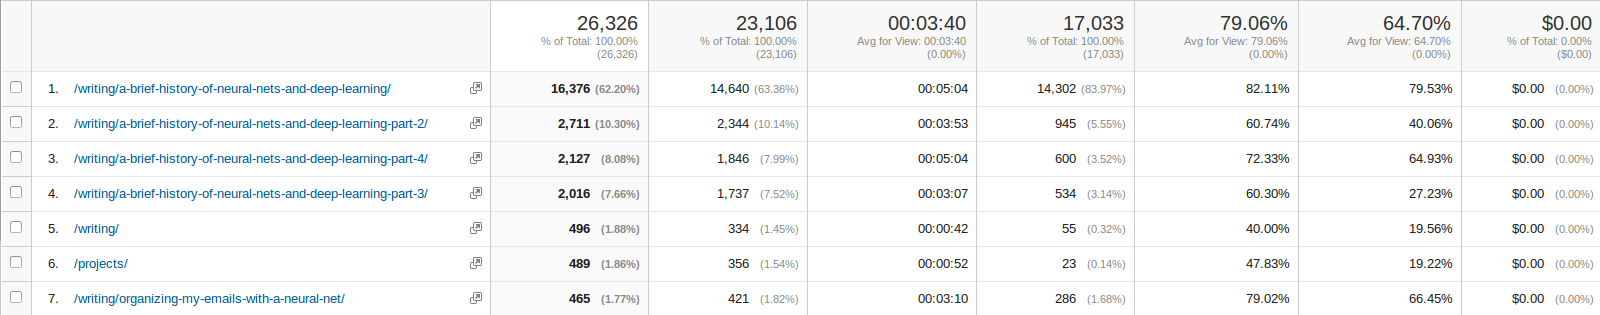 26,326 23,106 00:03:40 17,033 79.06% 64.70% $0.00
% of Total: 100.00% % of Total: 100.00% Avg for View: 00:03:40 % of Total: 100.00% Avg for View: 79.06% Avg for View: 64.70% % of Total: 0.00%
(26,326) (23,106) (0.00%) (17,033) (0.00%) (0.00%) ($0.00)
1. /writing/a-brief-history-of-neural-nets-and-deep-learning/ 16,376 (62.20%) 14,640 (63.36%) 00:05:04 14,302 (83.97%) 82.11% 79.53% $0.00 (0.00%)
2. /writing/a-brief-history-of-neural-nets-and-deep-learning-part-2/ 2,711 (10.30%) 2,344 (10.14%) 00:03:53 945 (5.55%) 60.74% 40.06% $0.00 (0.00%)
3. /writing/a-brief-history-of-neural-nets-and-deep-learning-part-4/ 2,127 (8.08%) 1,846 (7.99%) 00:05:04 600 (3.52%) 72.33% 64.93% $0.00 (0.00%)
4. /writing/a-brief-history-of-neural-nets-and-deep-learning-part-3/ 2,016 (7.66%) 1,737 (7.52%) 00:03:07 534 (3.14%) 60.30% 27.23% $0.00 (0.00%)
5. /writing/ 496 (1.88%) 334 (1.45%) 00:00:42 55 (0.32%) 40.00% 19.56% $0.00 (0.00%)
6. /projects/ 489 (1.86%) 356 (1.54%) 00:00:52 23 (0.14%) 47.83% 19.22% $0.00 (0.00%)
7. /writing/organizing-my-emails-with-a-neural-net/ 465 (1.77%) 421 (1.82%) 00:03:10 286 (1.68%) 79.02% 66.45% $0.00 (0.00%)